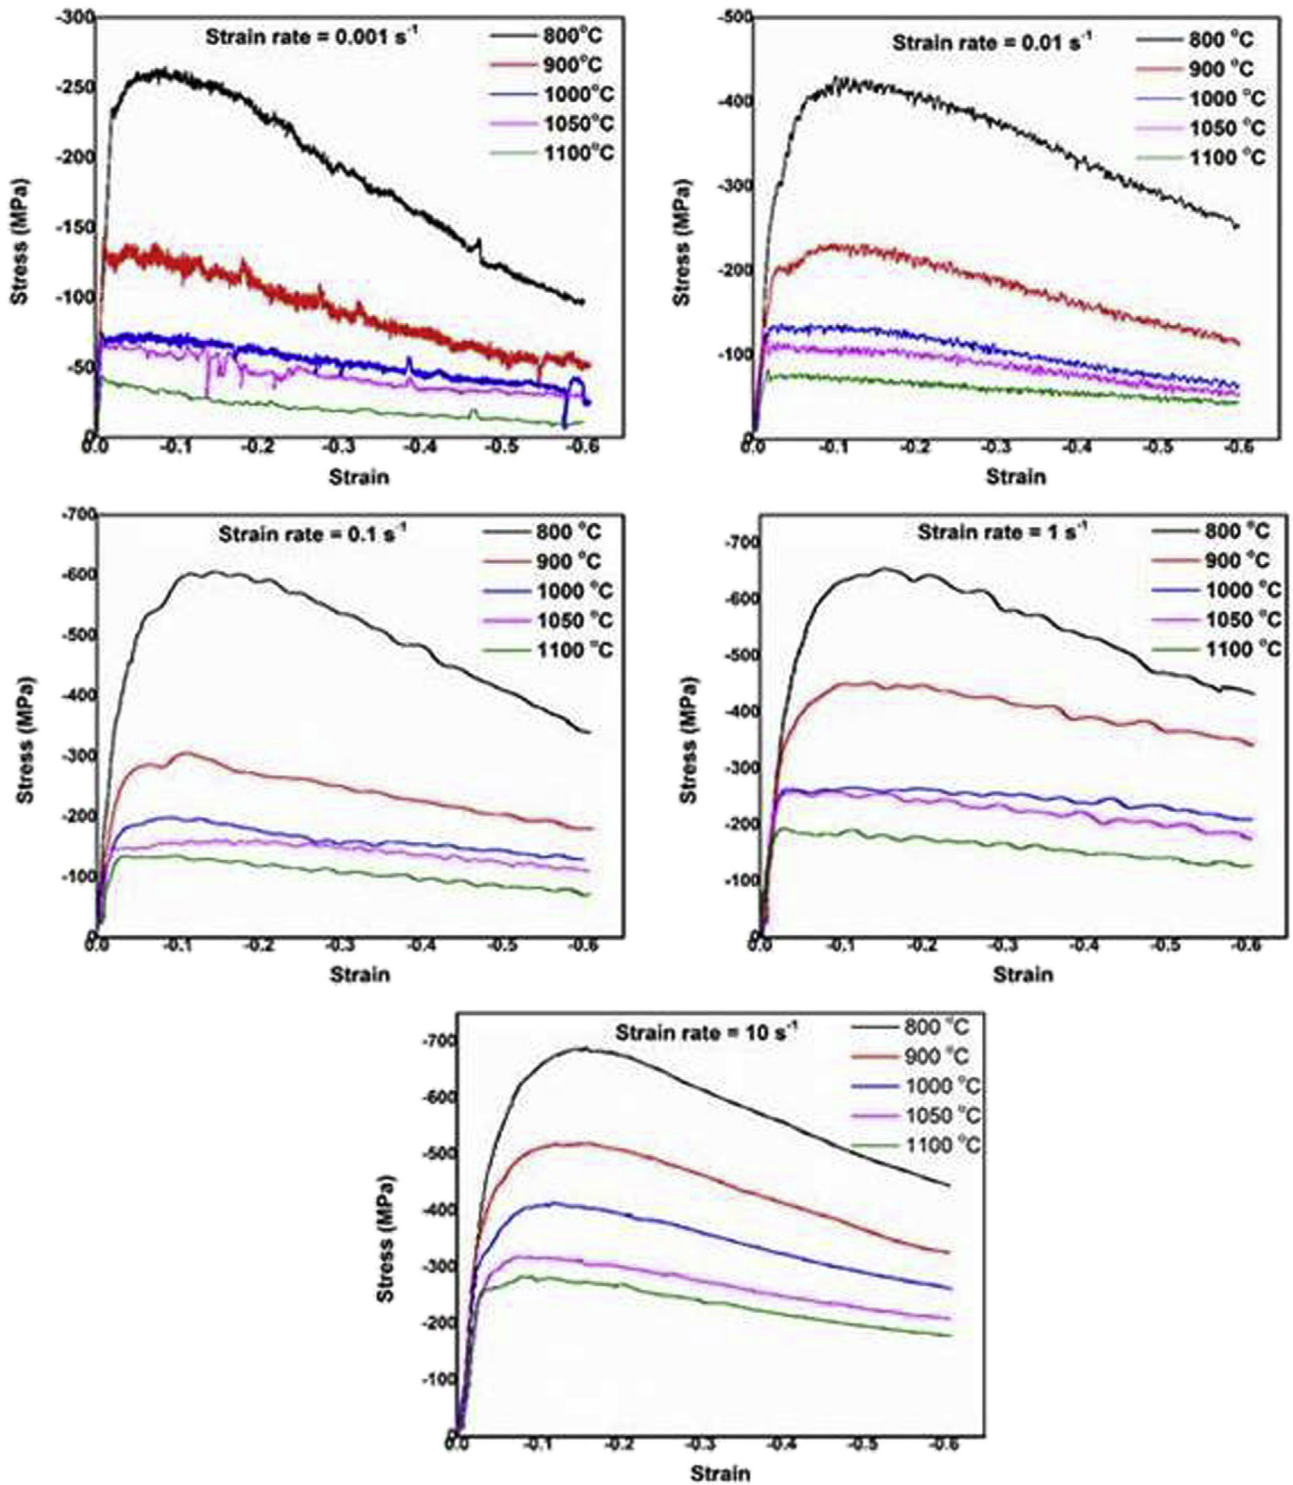 Strain rate = 0.001 s⁻¹
800°C
900°C
1000°C
1050°C
1100°C
-300
-250
-200
-150
-100
-50
0
0.0 -0.1 -0.2 -0.3 -0.4 -0.5 -0.6
Stress (MPa)
Strain
Strain rate = 0.01 s⁻¹
800 °C
900 °C
1000 °C
1050 °C
1100 °C
-500
-400
-300
-200
-100
0
0.0 -0.1 -0.2 -0.3 -0.4 -0.5 -0.6
Stress (MPa)
Strain
Strain rate = 0.1 s⁻¹
800 °C
900 °C
1000 °C
1050 °C
1100 °C
-700
-600
-500
-400
-300
-200
-100
0
0.0 -0.1 -0.2 -0.3 -0.4 -0.5 -0.6
Stress (MPa)
Strain
Strain rate = 1 s⁻¹
800 °C
900 °C
1000 °C
1050 °C
1100 °C
-700
-600
-500
-400
-300
-200
-100
0
0.0 -0.1 -0.2 -0.3 -0.4 -0.5 -0.6
Stress (MPa)
Strain
Strain rate = 10 s⁻¹
800 °C
900 °C
1000 °C
1050 °C
1100 °C
-700
-600
-500
-400
-300
-200
-100
0
0.0 -0.1 -0.2 -0.3 -0.4 -0.5 -0.6
Stress (MPa)
Strain